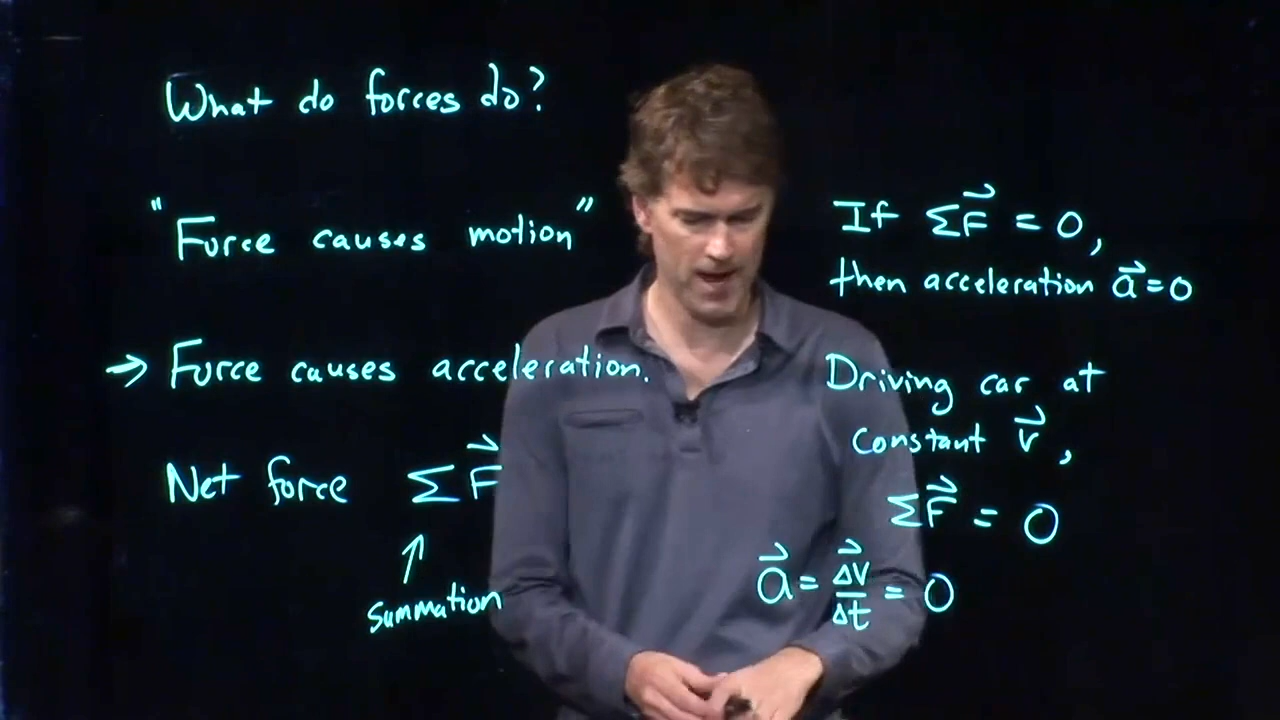 What do forces do?
"Force causes motion"
→ Force causes acceleration.
Net force ΣF⃗
↑
summation
If ΣF⃗ = 0,
then acceleration a⃗ = 0
Driving car at
constant v⃗,
ΣF⃗ = 0
a⃗ = Δv⃗/Δt = 0